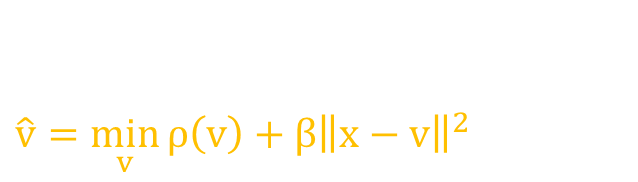 v̂ = min ρ(v) + β‖x − v‖²
v